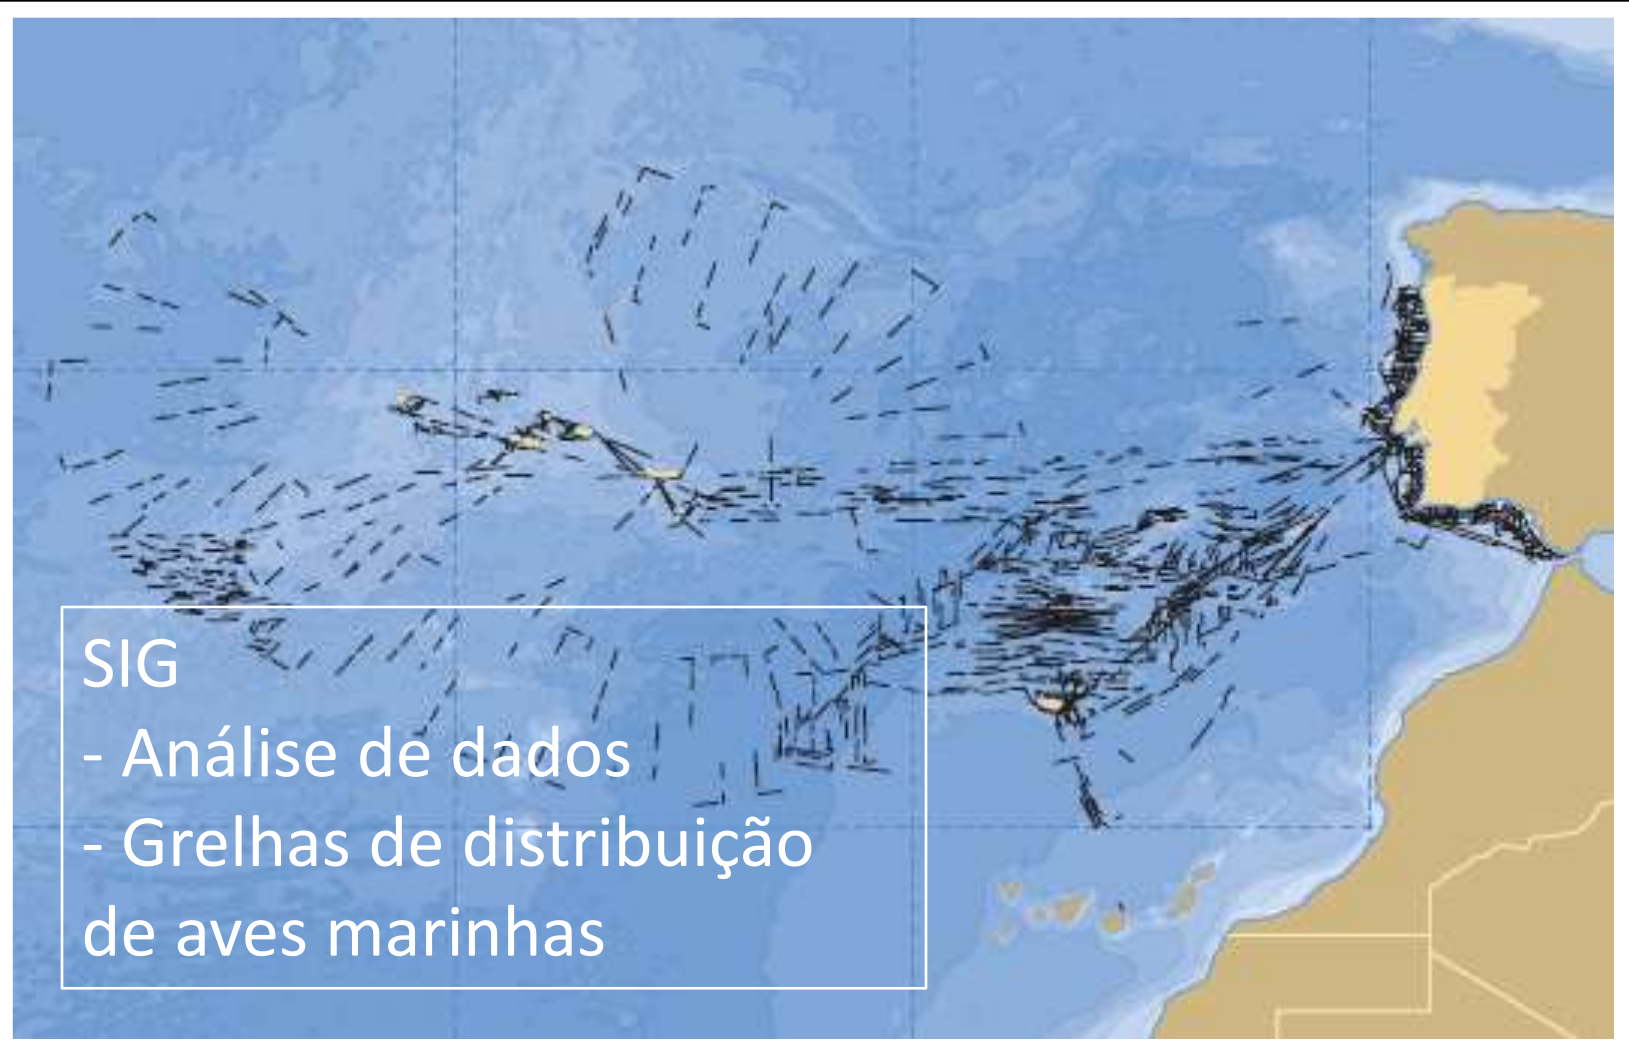 SIG
- Análise de dados
- Grelhas de distribuição
de aves marinhas